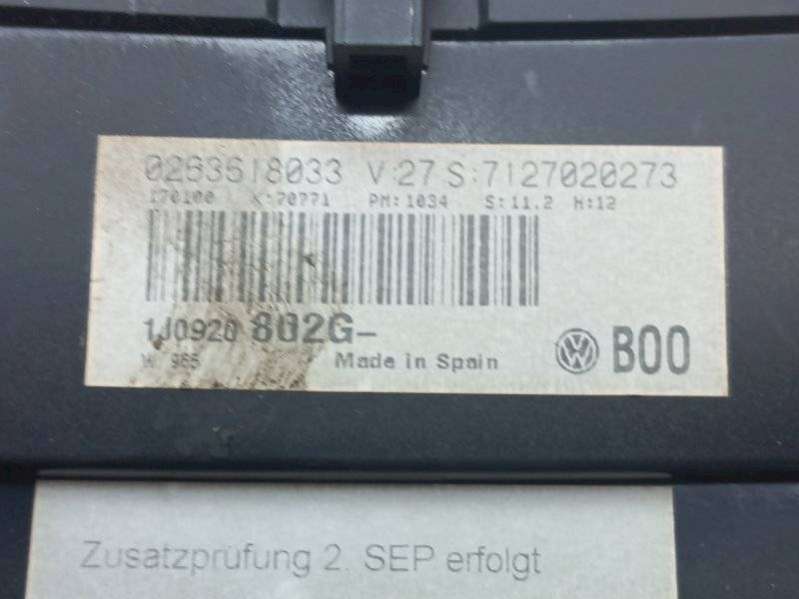 0263618033 V:27 S:7127020273
170100 K:70771 PM:1034 S:11.2 H:12
1J0920 802G-
Made in Spain
W B00
Zusatzprüfung 2. SEP erfolgt